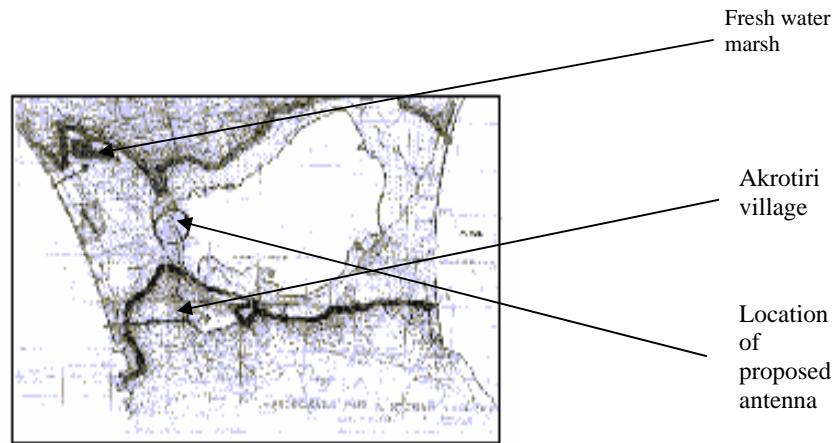 Fresh water
marsh
Akrotiri
village
Location
of
proposed
antenna